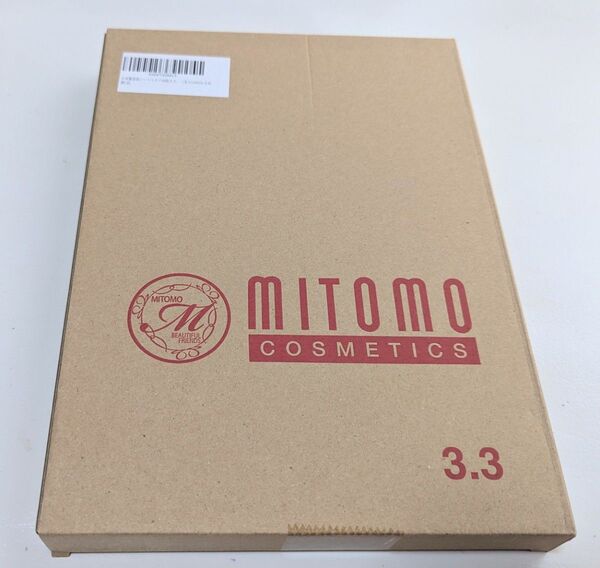 MITOMO
M
BEAUTIFUL
FRIENDS
MITOMO
COSMETICS
3.3